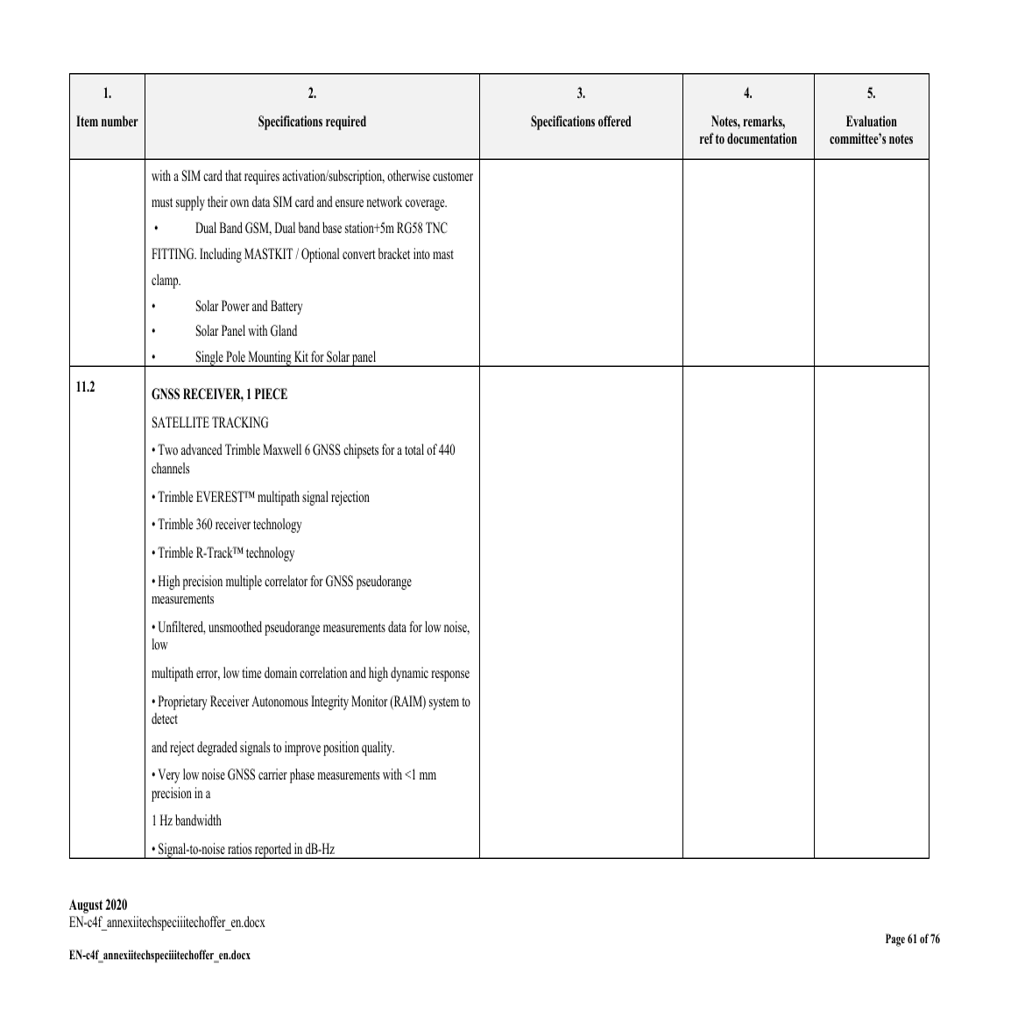 1.
Item number
2.
Specifications required
3.
Specifications offered
4.
Notes, remarks,
ref to documentation
5.
Evaluation
committee's notes
with a SIM card that requires activation/subscription, otherwise customer
must supply their own data SIM card and ensure network coverage.
• Dual Band GSM, Dual band base station+5m RG58 TNC
FITTING. Including MASTKIT / Optional convert bracket into mast
clamp.
• Solar Power and Battery
• Solar Panel with Gland
• Single Pole Mounting Kit for Solar panel
11.2
GNSS RECEIVER, 1 PIECE
SATELLITE TRACKING
• Two advanced Trimble Maxwell 6 GNSS chipsets for a total of 440
channels
• Trimble EVEREST™ multipath signal rejection
• Trimble 360 receiver technology
• Trimble R-Track™ technology
• High precision multiple correlator for GNSS pseudorange
measurements
• Unfiltered, unsmoothed pseudorange measurements data for low noise,
low
multipath error, low time domain correlation and high dynamic response
• Proprietary Receiver Autonomous Integrity Monitor (RAIM) system to
detect
and reject degraded signals to improve position quality.
• Very low noise GNSS carrier phase measurements with <1 mm
precision in a
1 Hz bandwidth
• Signal-to-noise ratios reported in dB-Hz
August 2020
EN-c4f_annexiitechspeciiitechoffer_en.docx
Page 61 of 76
EN-c4f_annexiitechspeciiitechoffer_en.docx